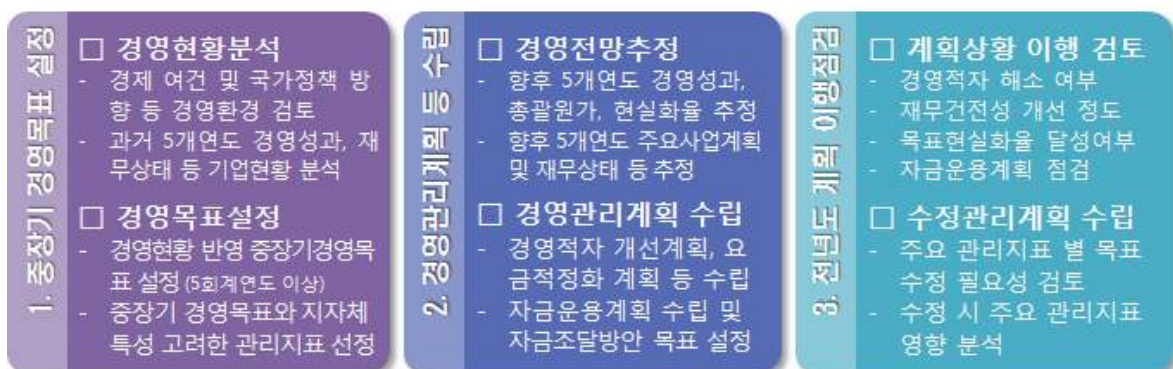 1. 중장기 경영목표 설정
□ 경영현황분석
- 경제 여건 및 국가정책 방
향 등 경영환경 검토
- 과거 5개연도 경영성과, 재
무상태 등 기업현황 분석
□ 경영목표설정
- 경영현황 반영 중장기경영목
표 설정 (5회계연도 이상)
- 중장기 경영목표와 지자체
특성 고려한 관리지표 선정
2. 경영관리계획 등 수립
□ 경영전망추정
- 향후 5개연도 경영성과,
총괄원가, 현실화율 추정
- 향후 5개연도 주요사업계획
및 재무상태 등 추정
□ 경영관리계획 수립
- 경영적자 개선계획, 요
금적정화 계획 등 수립
- 자금운용계획 수립 및
자금조달방안 목표 설정
3. 전년도 계획 이행점검
□ 계획상황 이행 검토
- 경영적자 해소 여부
- 재무건전성 개선 정도
- 목표현실화율 달성여부
- 자금운용계획 점검
□ 수정관리계획 수립
- 주요 관리지표 별 목표
수정 필요성 검토
- 수정 시 주요 관리지표
영향 분석